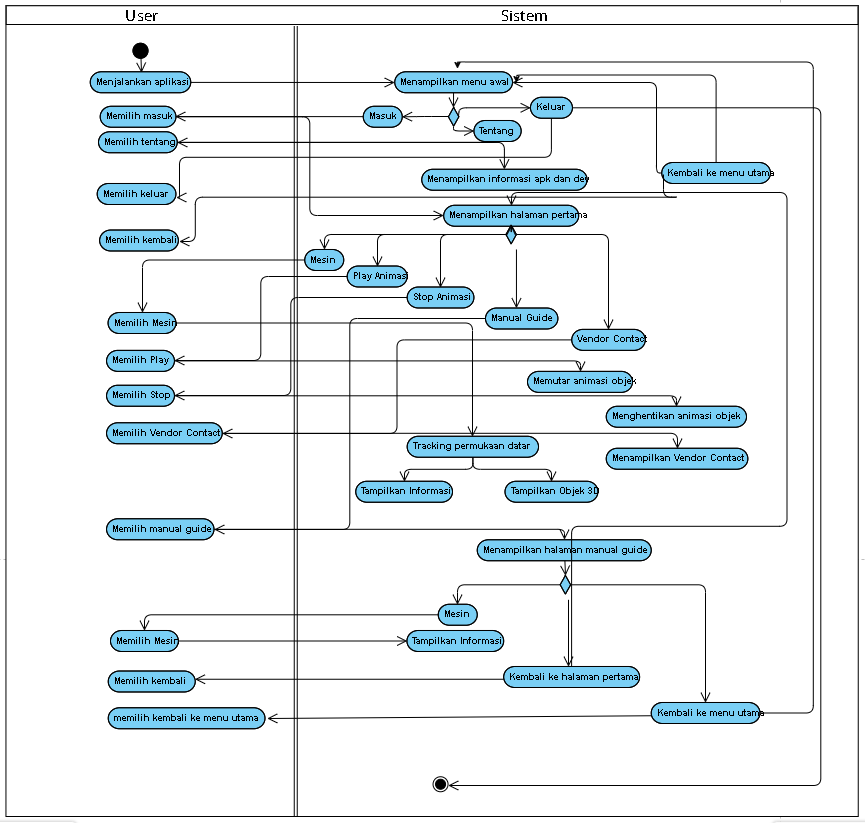 User
Sistem
Menjalankan aplikasi
Menampilkan menu awal
Memilih masuk
Masuk
Keluar
Tentang
Memilih tentang
Menampilkan informasi apk dan dev
Kembali ke menu utama
Memilih keluar
Menampilkan halaman pertama
Memilih kembali
Mesin
Play Animasi
Stop Animasi
Manual Guide
Memilih Mesin
Vendor Contact
Memilih Play
Memutar animasi objek
Memilih Stop
Menghentikan animasi objek
Memilih Vendor Contact
Tracking permukaan datar
Menampilkan Vendor Contact
Tampilkan Informasi
Tampilkan Objek 3D
Memilih manual guide
Menampilkan halaman manual guide
Mesin
Memilih Mesin
Tampilkan Informasi
Memilih kembali
Kembali ke halaman pertama
memilih kembali ke menu utama
Kembali ke menu utama